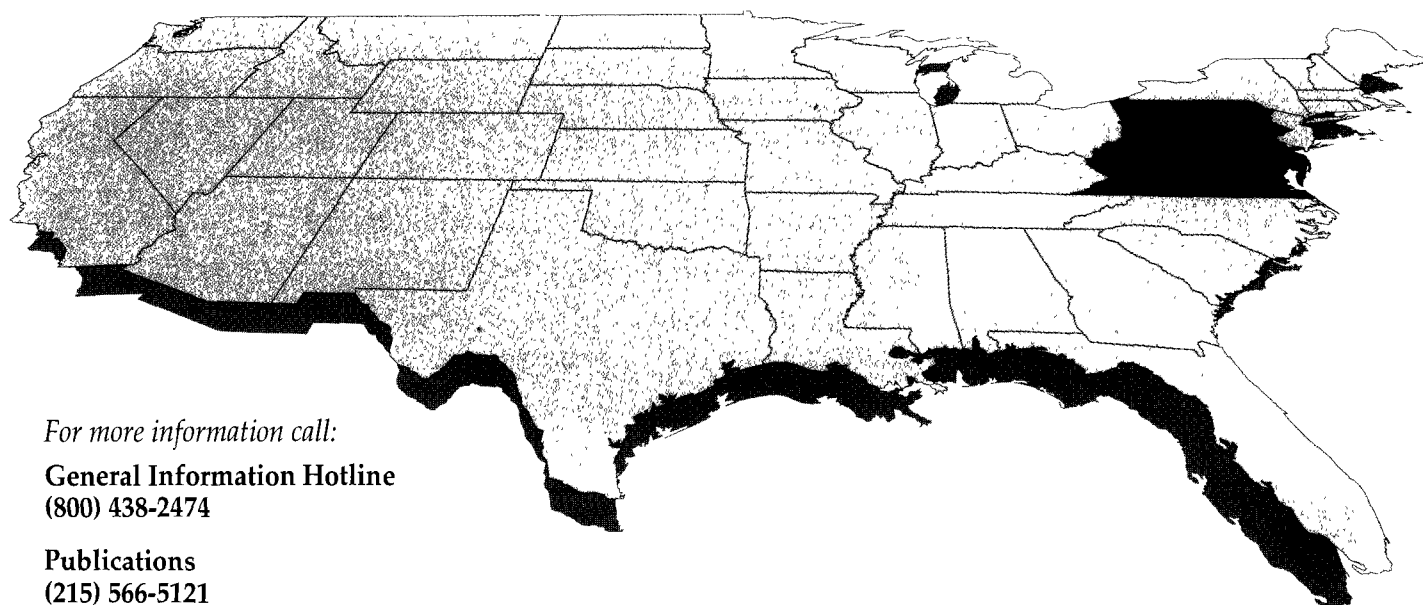 For more information call:
General Information Hotline
(800) 438-2474
Publications
(215) 566-5121